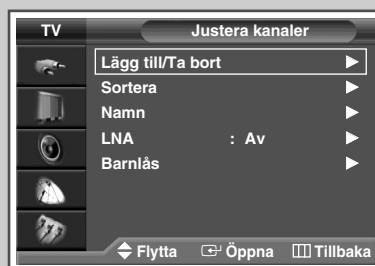 TV Justera kanaler
Lägg till/Ta bort
Sortera
Namn
LNA : Av
Barnlås
Flytta Öppna Tillbaka